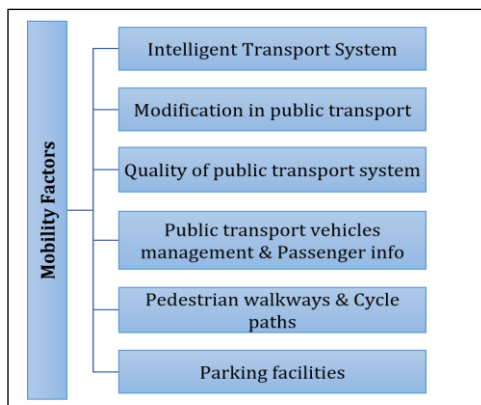 Mobility Factors
Intelligent Transport System
Modification in public transport
Quality of public transport system
Public transport vehicles
management & Passenger info
Pedestrian walkways & Cycle
paths
Parking facilities